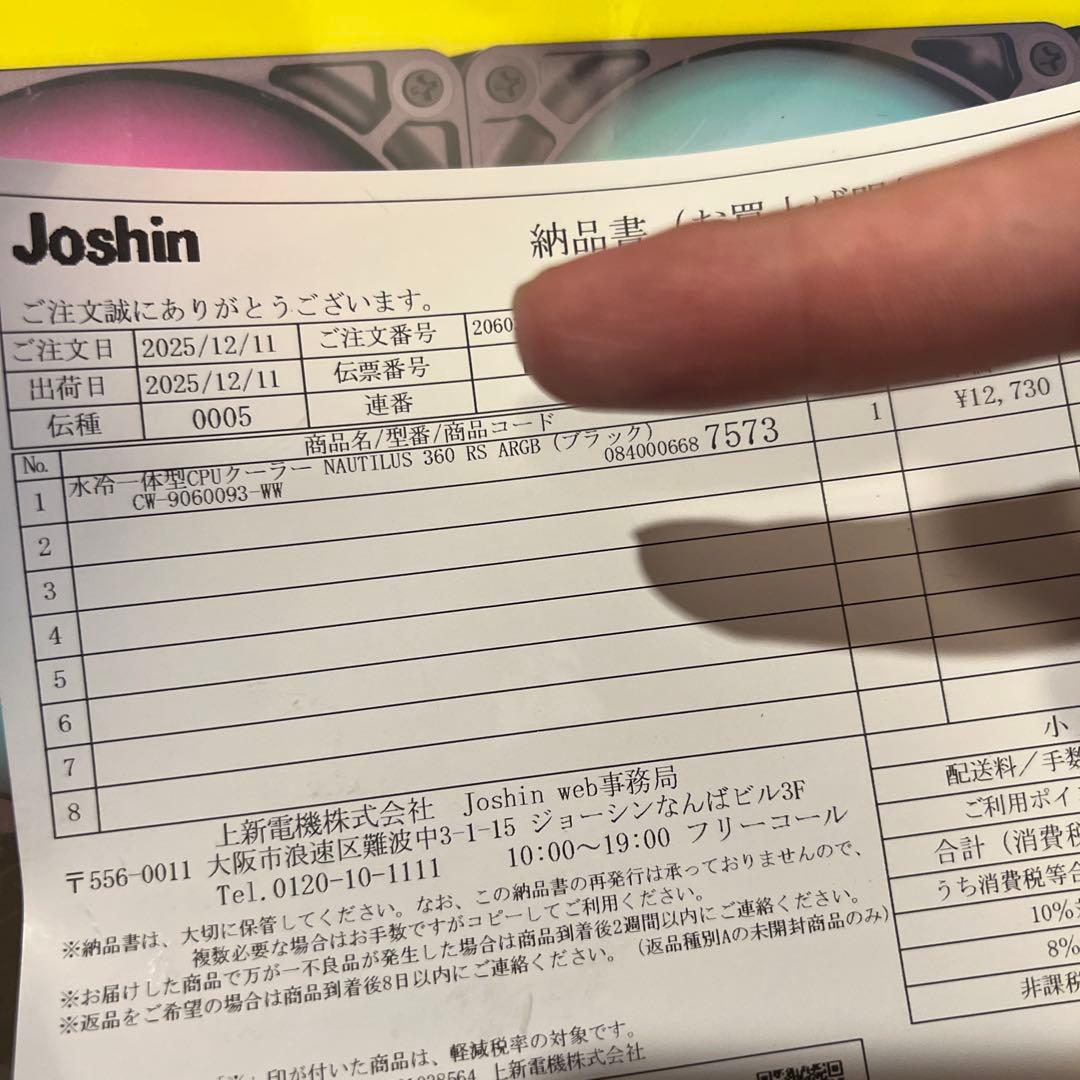 Joshin
納品書(お買上げ
ご注文誠にありがとうございます。
ご注文日 2025/12/11 ご注文番号 2060
出荷日 2025/12/11 伝票番号
伝種 0005 連番
No. 商品名/型番/商品コード
1 水冷一体型CPUクーラー NAUTILUS 360 RS ARGB (ブラック) 1 ¥12,730
CW-9060093-WW 084000668 7573
2
3
4
5
6
7
8
小
配送料/手数
ご利用ポイ
合計(消費税
うち消費税等
10%
8%
非課税
上新電機株式会社 Joshin web事務局
〒556-0011 大阪市浪速区難波中3-1-15 ジョーシンなんばビル3F
Tel.0120-10-1111 10:00〜19:00 フリーコール
※納品書は、大切に保管してください。なお、この納品書の再発行は承っておりませんので、
複数必要な場合はお手数ですがコピーしてご利用ください。
※お届けした商品で万が一不良品が発生した場合は商品到着後2週間以内にご連絡ください。
※返品をご希望の場合は商品到着後8日以内にご連絡ください。 (返品種別Aの未開封商品のみ)
「※」印が付いた商品は、軽減税率の対象です。
上新電機株式会社